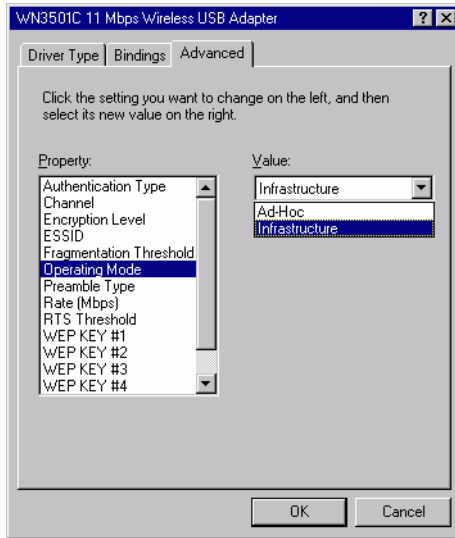 WN3501C 11 Mbps Wireless USB Adapter
Driver Type Bindings Advanced
Click the setting you want to change on the left, and then
select its new value on the right.
Property:
Authentication Type
Channel
Encryption Level
ESSID
Fragmentation Threshold
Operating Mode
Preamble Type
Rate (Mbps)
RTS Threshold
WEP KEY #1
WEP KEY #2
WEP KEY #3
WEP KEY #4
Value:
Infrastructure
Ad-Hoc
Infrastructure
OK Cancel